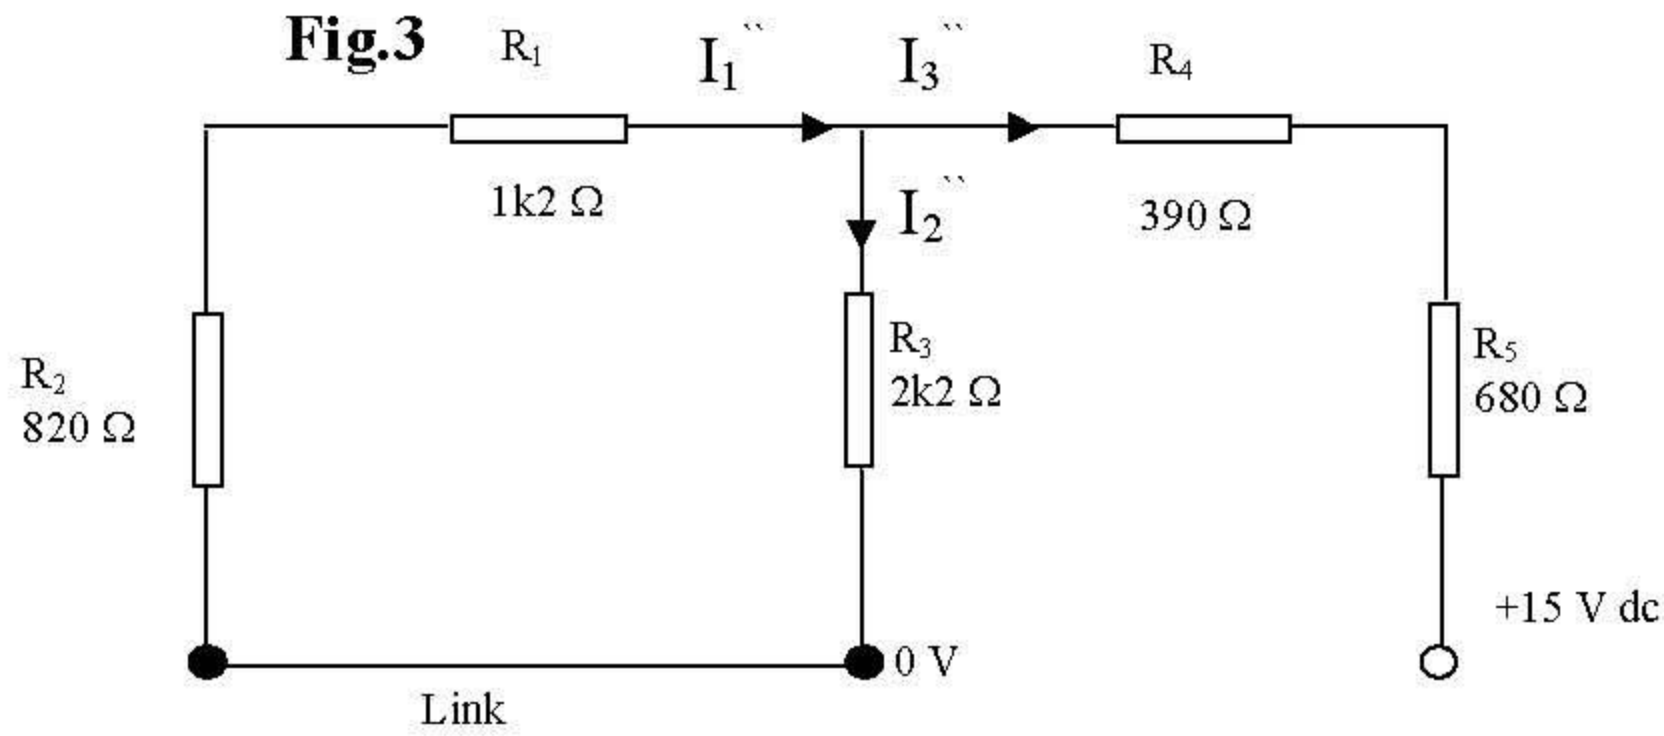 Fig.3
R₁
I₁``
I₃``
R₄
1k2 Ω
I₂``
390 Ω
R₂
820 Ω
R₃
2k2 Ω
R₅
680 Ω
+15 V dc
0 V
Link